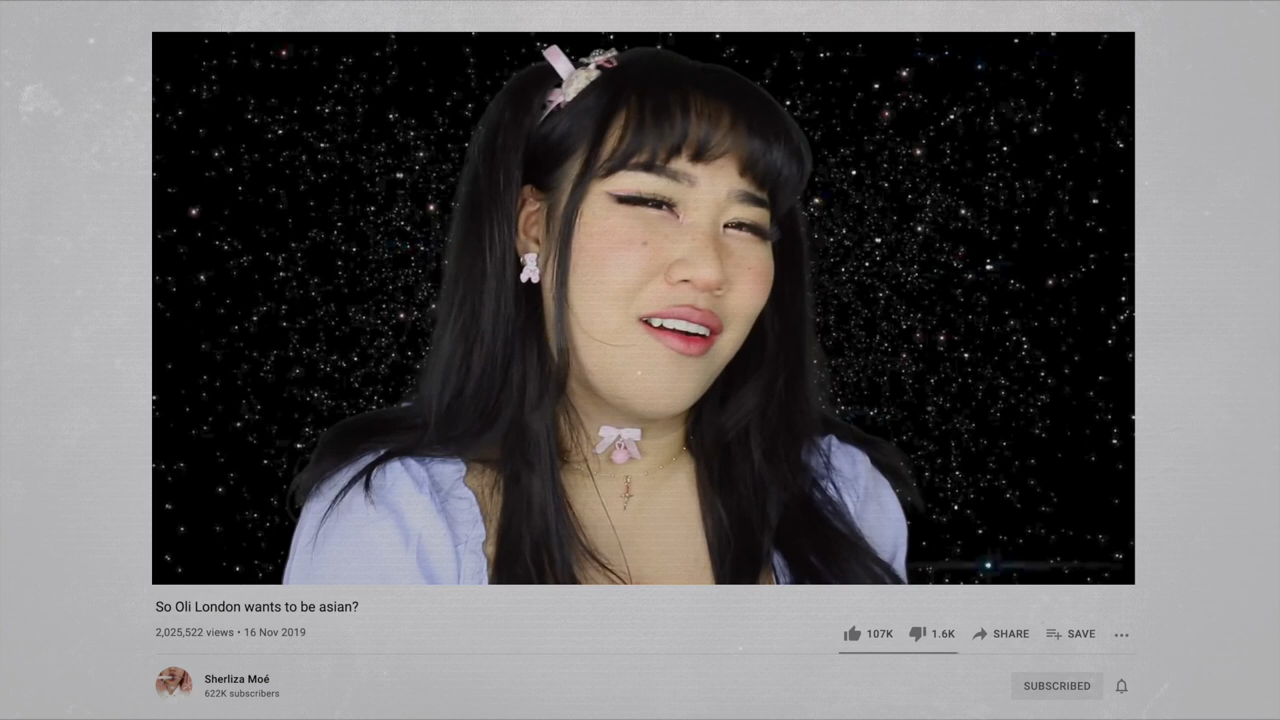 So Oli London wants to be asian?
2,025,522 views • 16 Nov 2019
107K 1.6K SHARE SAVE
Sherliza Moé
622K subscribers
SUBSCRIBED